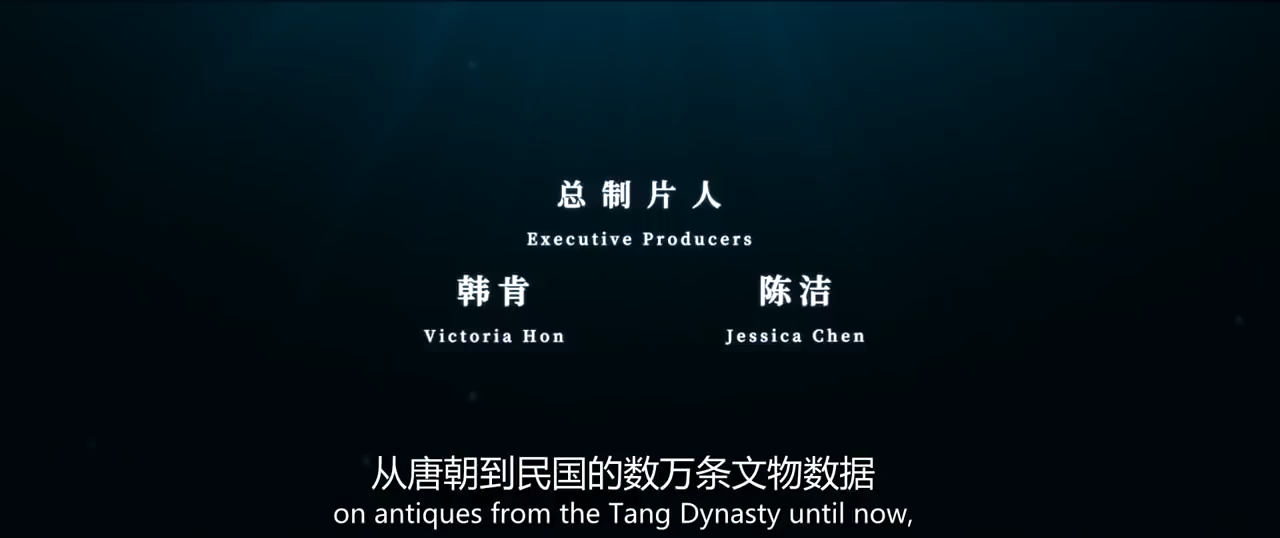 总制片人
Executive Producers
韩肯 陈洁
Victoria Hon Jessica Chen
从唐朝到民国的数万条文物数据
on antiques from the Tang Dynasty until now,